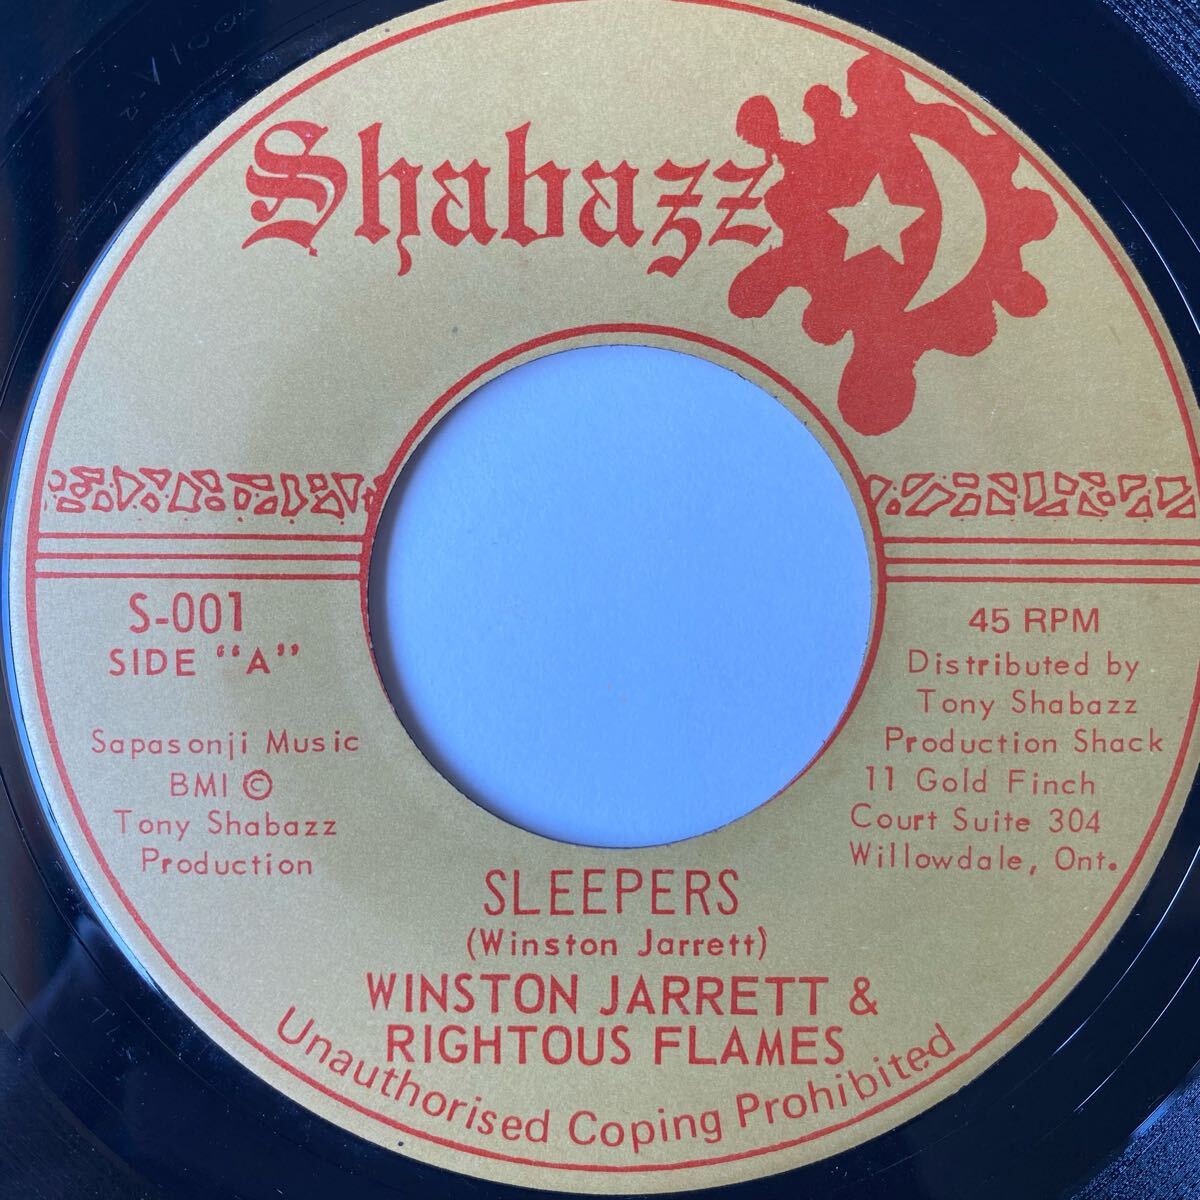 Shabazz
S-001
SIDE "A"
Sapasonji Music
BMI ©
Tony Shabazz
Production
45 RPM
Distributed by
Tony Shabazz
Production Shack
11 Gold Finch
Court Suite 304
Willowdale, Ont.
SLEEPERS
(Winston Jarrett)
WINSTON JARRETT &
RIGHTOUS FLAMES
Unauthorised Coping Prohibited